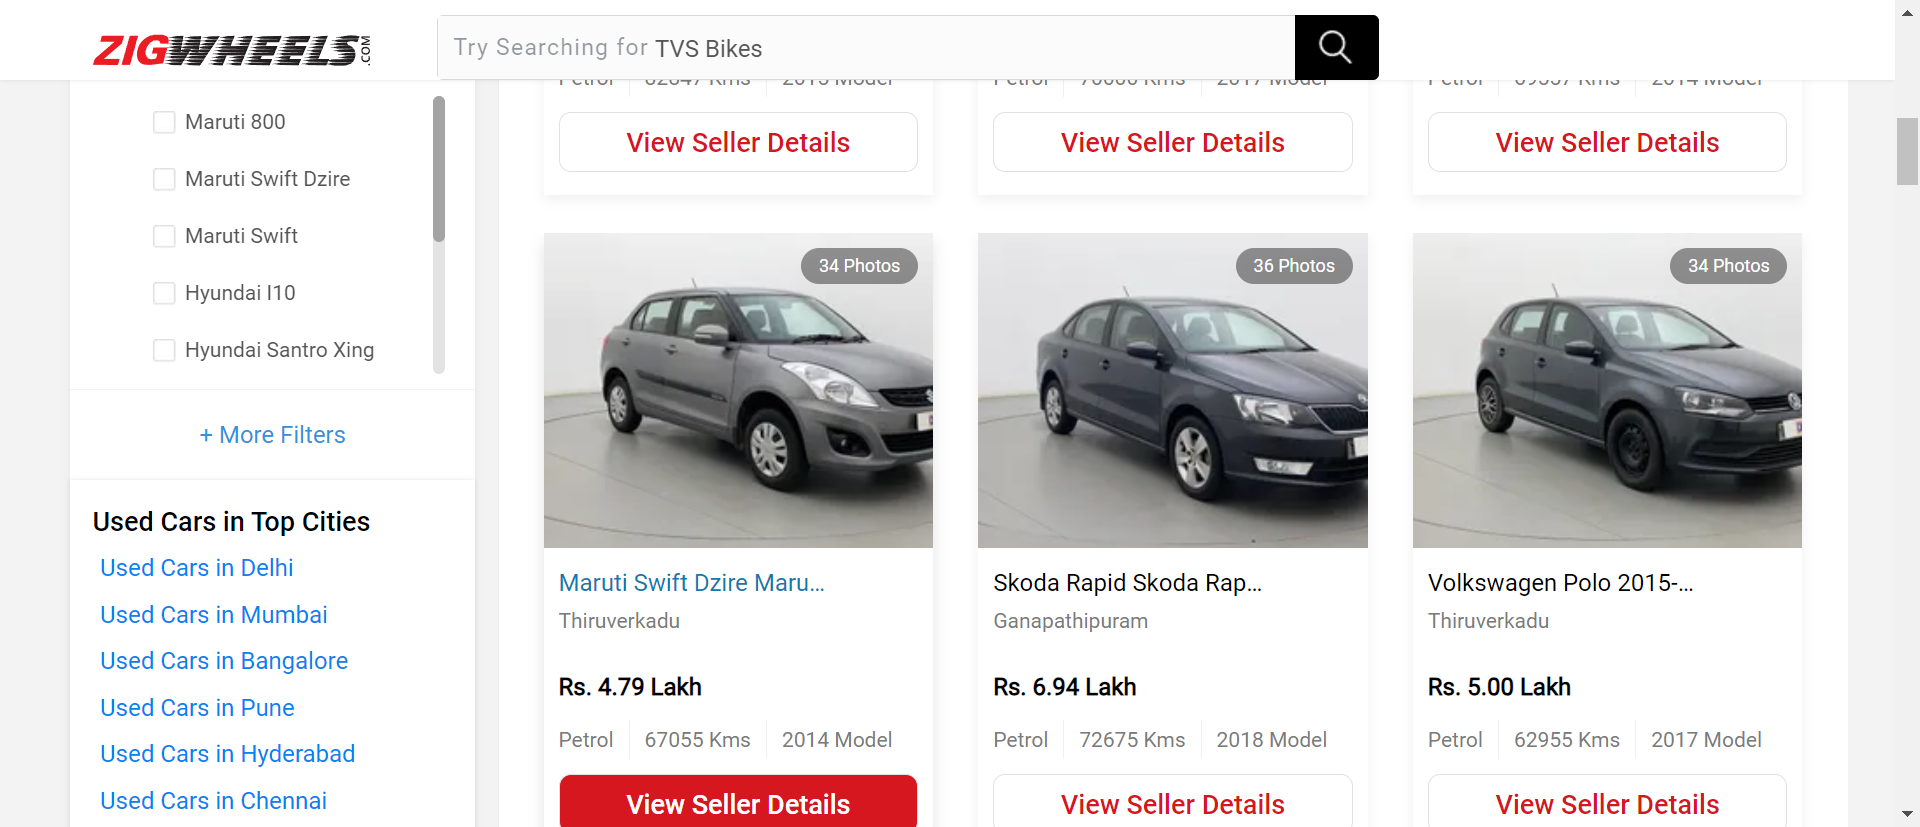 ZIGWHEELS.COM
Try Searching for TVS Bikes
Maruti 800
Maruti Swift Dzire
Maruti Swift
Hyundai I10
Hyundai Santro Xing
+ More Filters
Used Cars in Top Cities
Used Cars in Delhi
Used Cars in Mumbai
Used Cars in Bangalore
Used Cars in Pune
Used Cars in Hyderabad
Used Cars in Chennai
View Seller Details
View Seller Details
View Seller Details
34 Photos
Maruti Swift Dzire Maru...
Thiruverkadu
Rs. 4.79 Lakh
Petrol 67055 Kms 2014 Model
View Seller Details
36 Photos
Skoda Rapid Skoda Rap...
Ganapathipuram
Rs. 6.94 Lakh
Petrol 72675 Kms 2018 Model
View Seller Details
34 Photos
Volkswagen Polo 2015-...
Thiruverkadu
Rs. 5.00 Lakh
Petrol 62955 Kms 2017 Model
View Seller Details